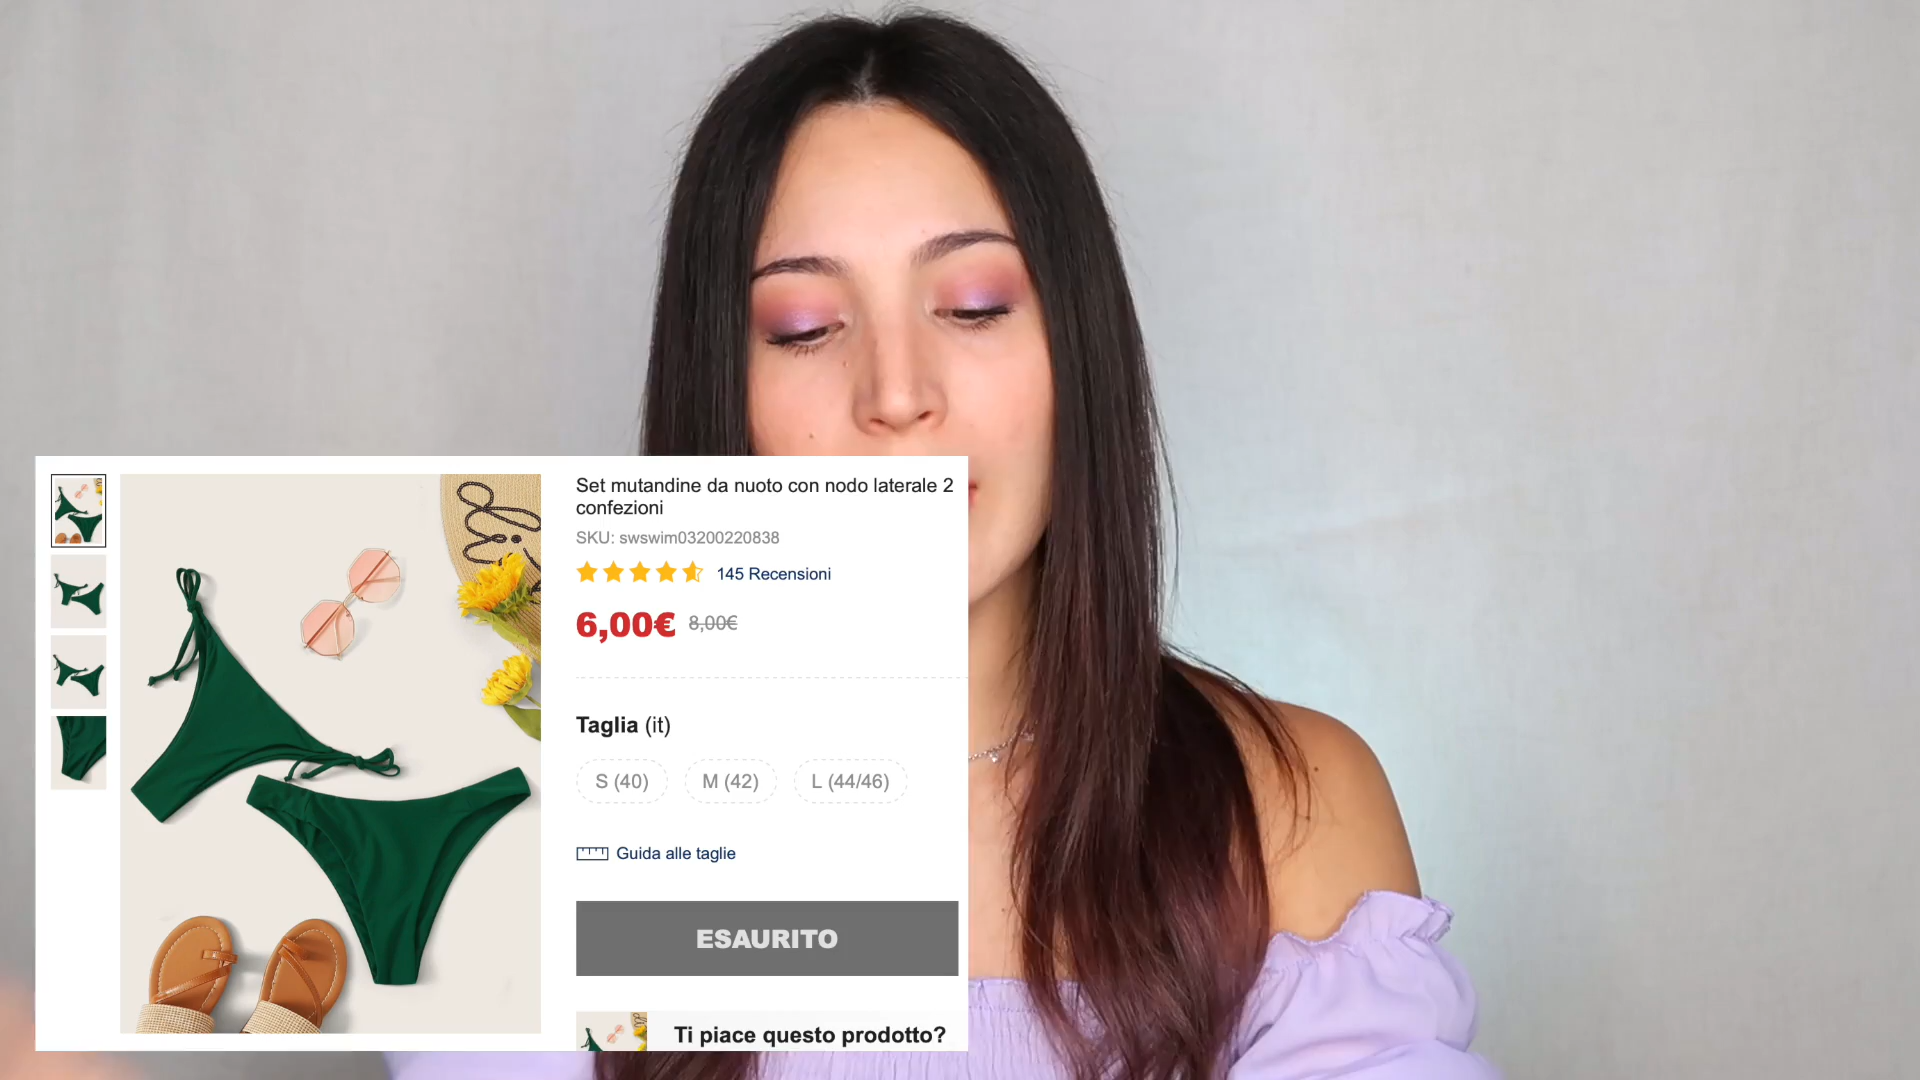 Set mutandine da nuoto con nodo laterale 2
confezioni
SKU: swswim03200220838
145 Recensioni
6,00€ 8,00€
Taglia (it)
S (40) M (42) L (44/46)
Guida alle taglie
ESAURITO
Ti piace questo prodotto?